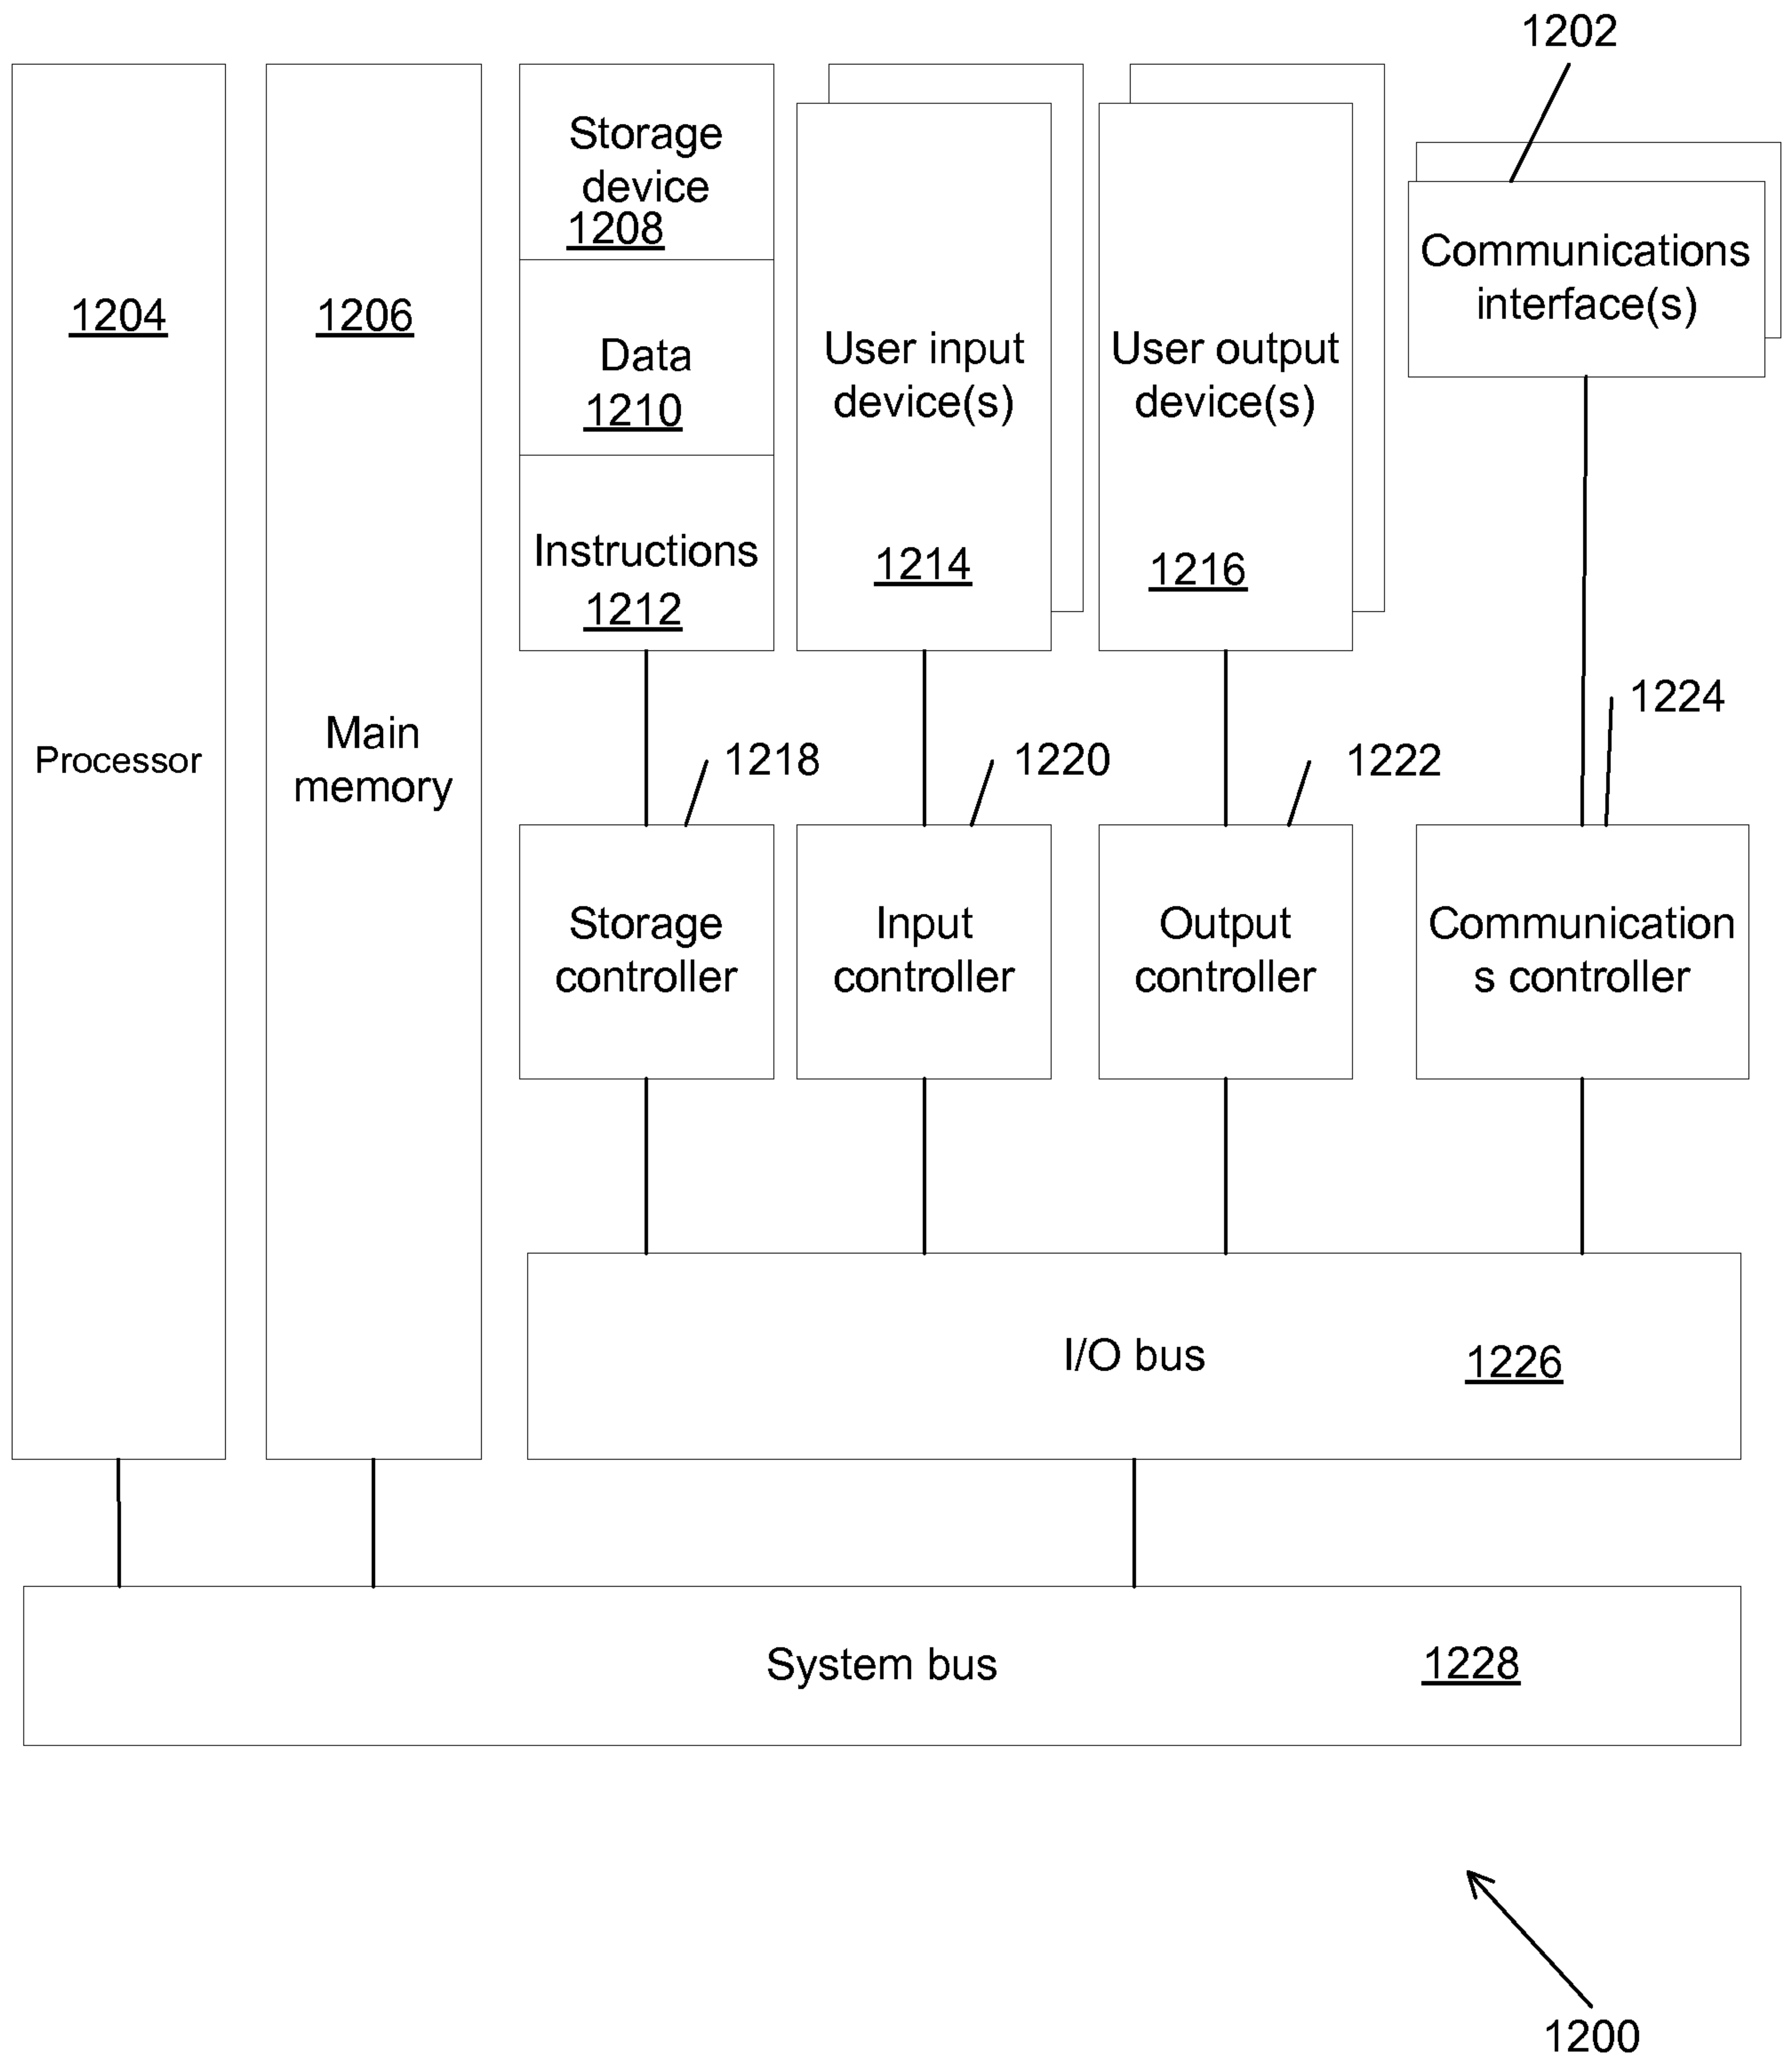 1202
Storage
device
1208
Communications
interface(s)
1204
1206
Data
1210
User input
device(s)
User output
device(s)
Instructions
1212
1214
1216
1224
Processor
Main
memory
1218
1220
1222
Storage
controller
Input
controller
Output
controller
Communication
s controller
I/O bus
1226
System bus
1228
1200